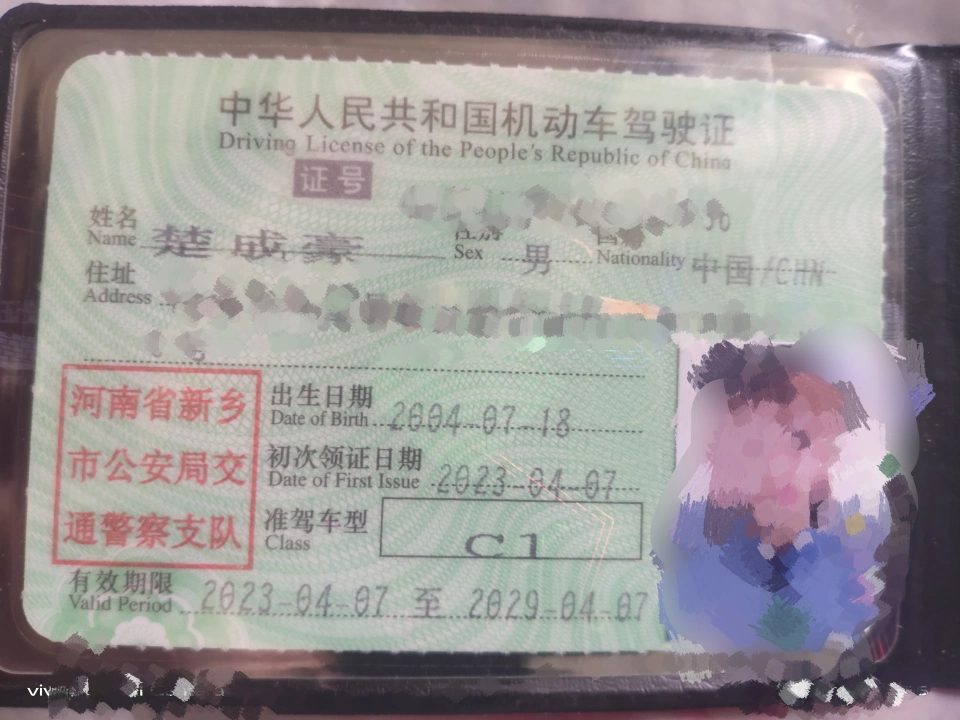 中华人民共和国机动车驾驶证
Driving License of the People's Republic of China
证号
姓名
Name 楚成豪 Sex 男 Nationality 中国/CHN
住址
Address
号
河南省新乡
市公安局交
通警察支队
出生日期
Date of Birth 2004-07-18
初次领证日期
Date of First Issue 2023-04-07
准驾车型
Class C1
有效期限
Valid Period 2023-04-07 至 2029-04-07